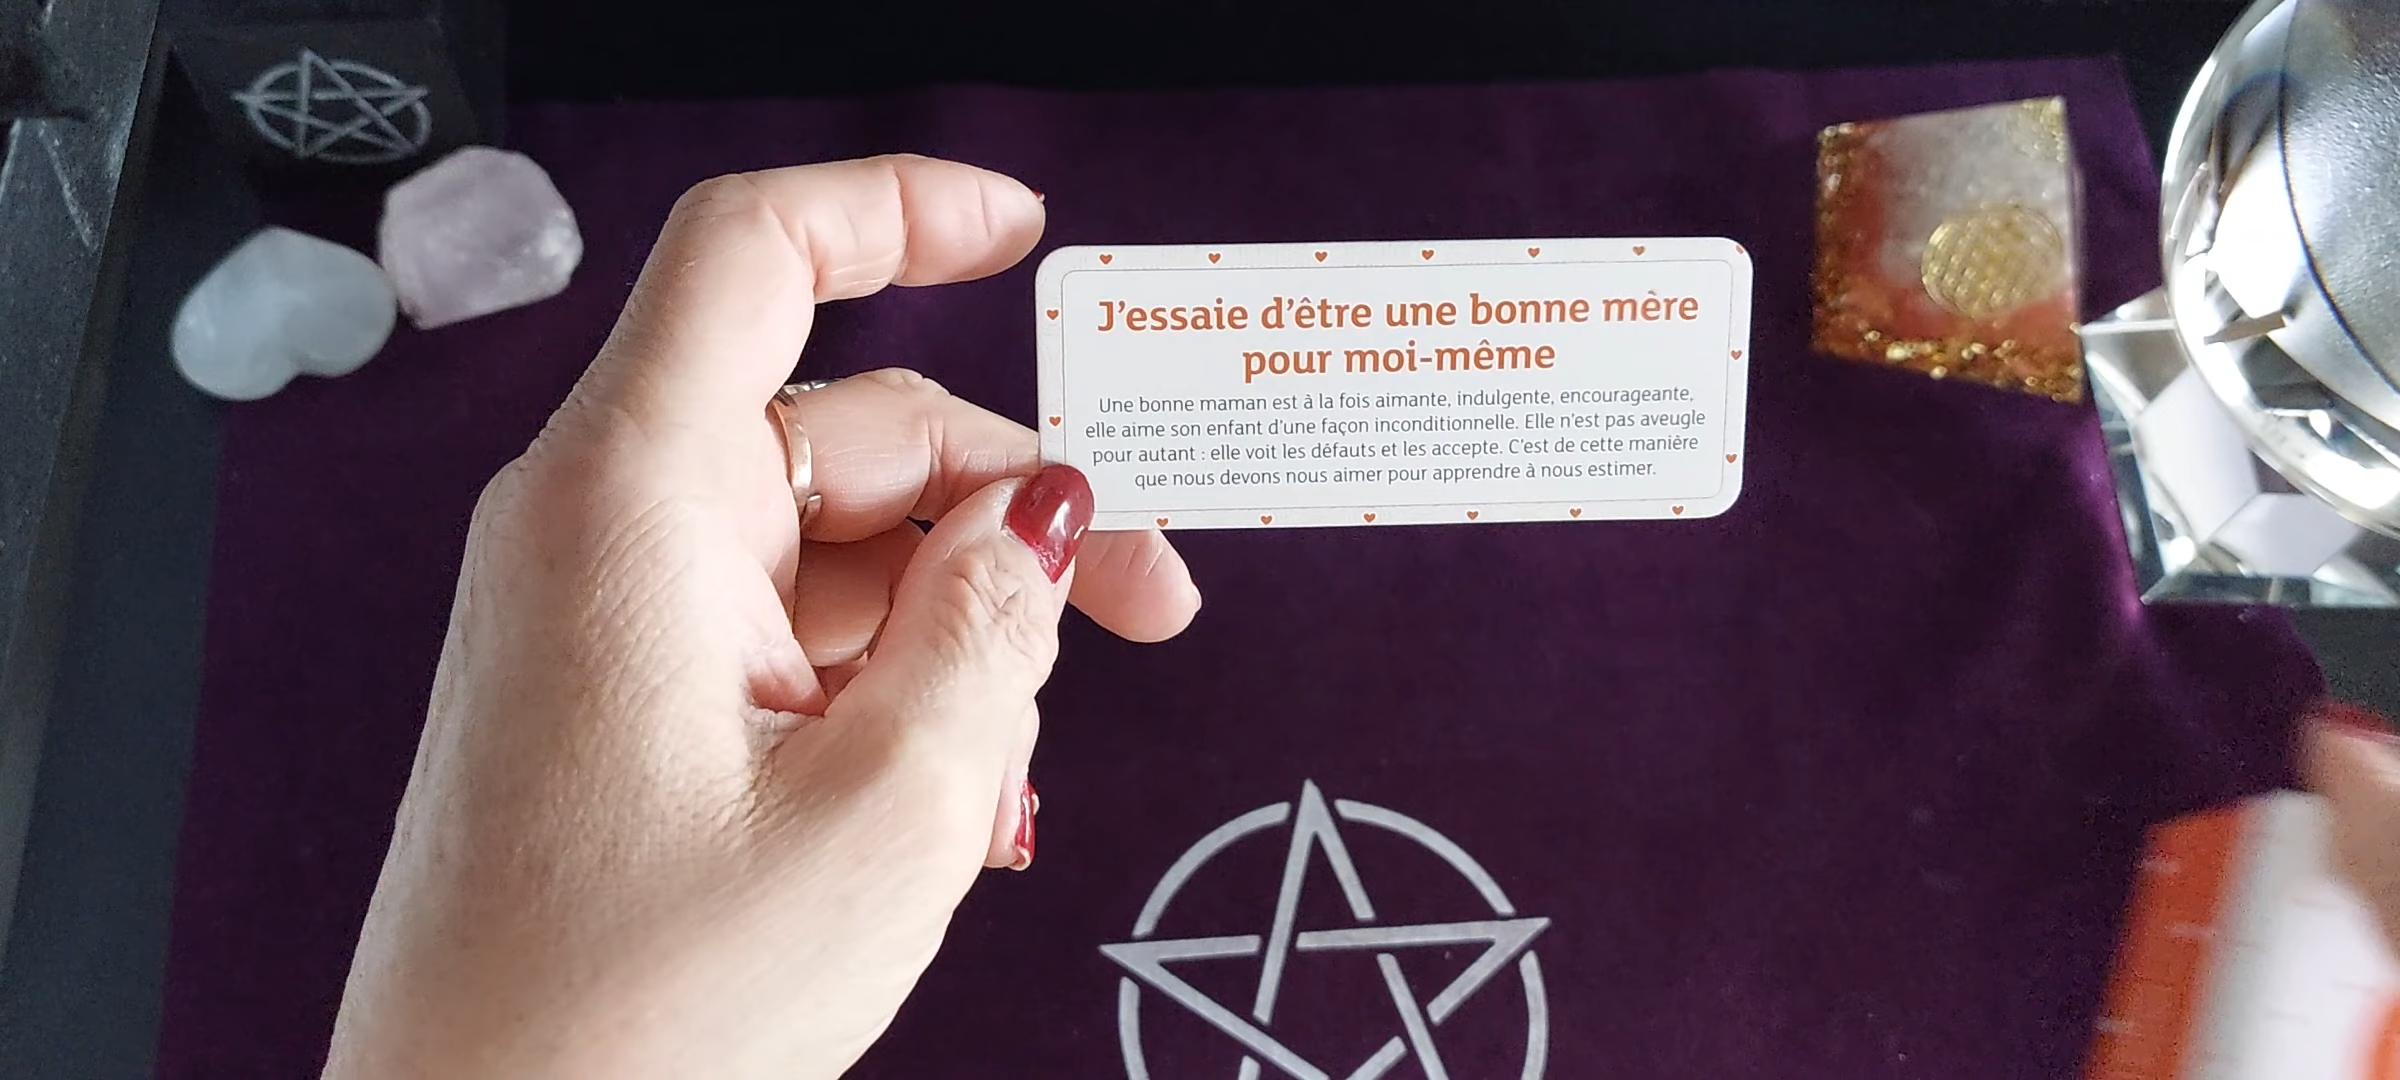 J’essaie d’être une bonne mère
pour moi-même
Une bonne maman est à la fois aimante, indulgente, encourageante,
elle aime son enfant d'une façon inconditionnelle. Elle n'est pas aveugle
pour autant : elle voit les défauts et les accepte. C'est de cette manière
que nous devons nous aimer pour apprendre à nous estimer.